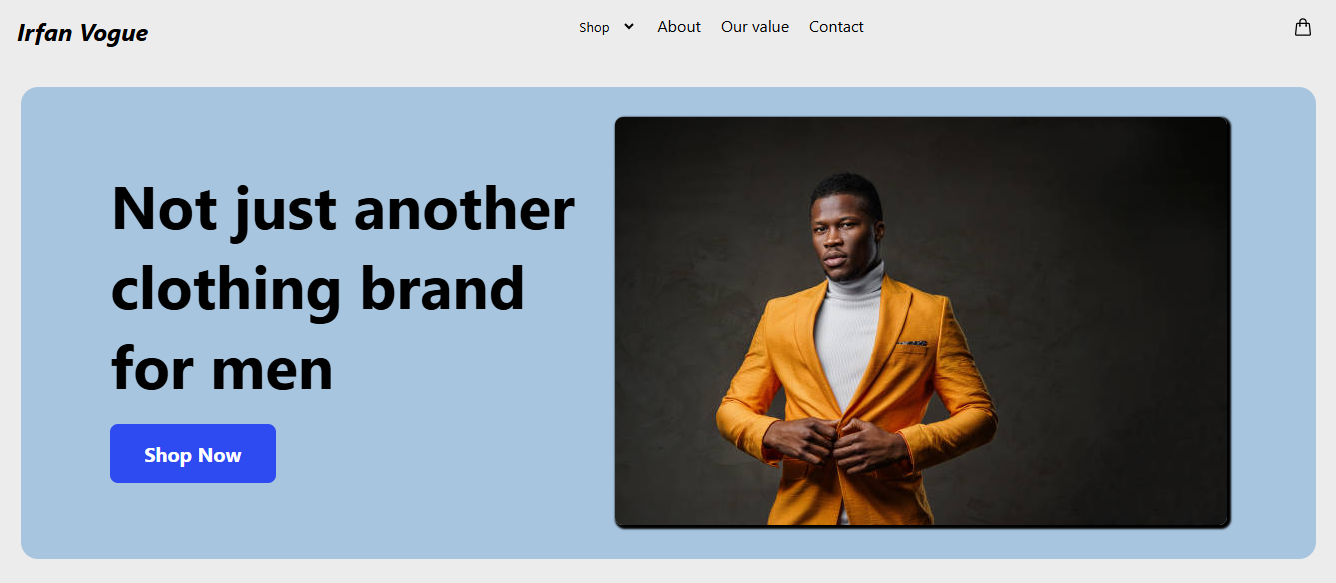 Irfan Vogue
Shop About Our value Contact
Not just another
clothing brand
for men
Shop Now